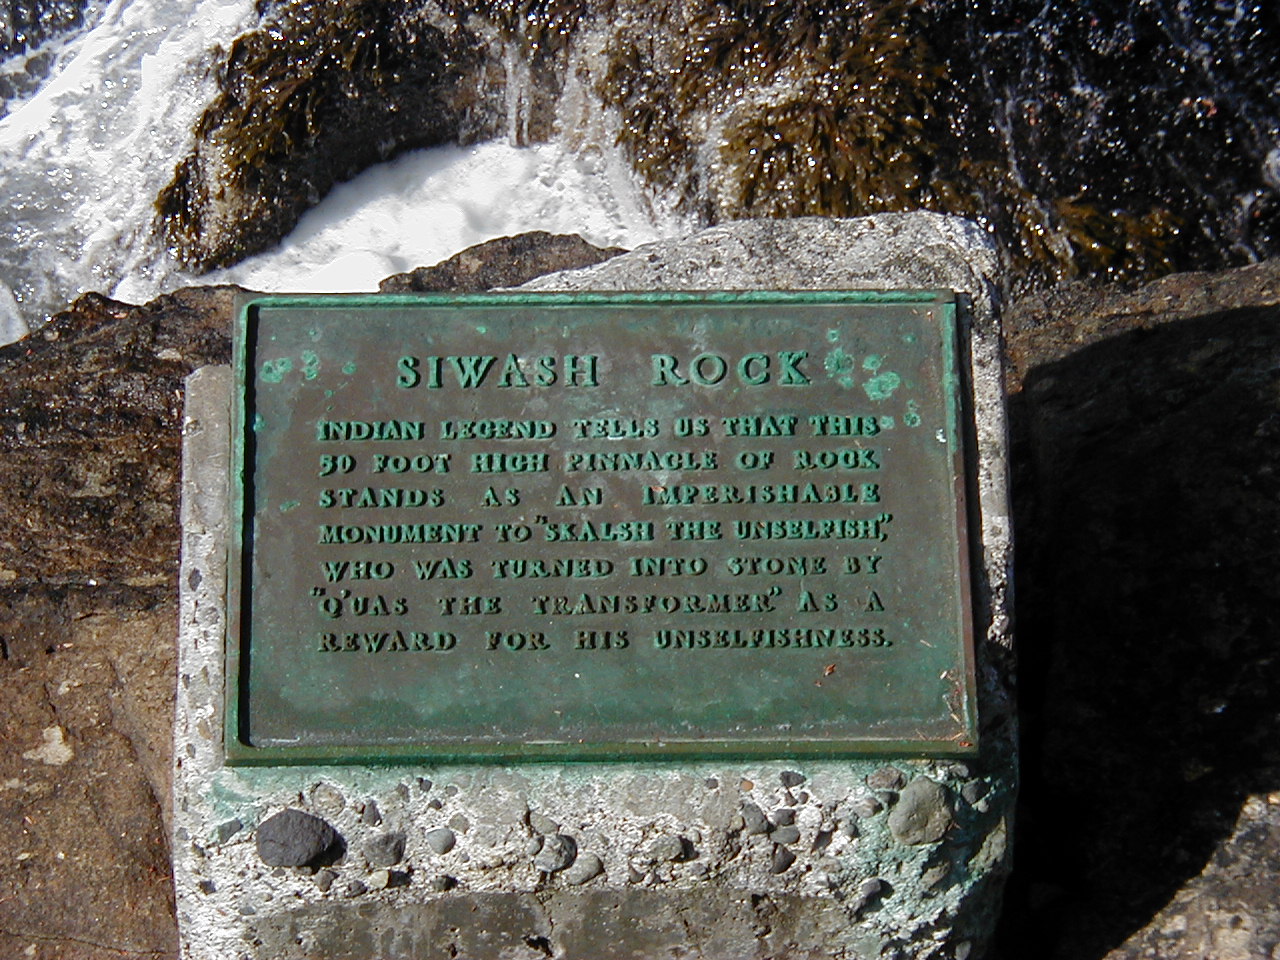 SIWASH ROCK
INDIAN LEGEND TELLS US THAT THIS
50 FOOT HIGH PINNACLE OF ROCK
STANDS AS AN IMPERISHABLE
MONUMENT TO "SKALSH THE UNSELFISH",
WHO WAS TURNED INTO STONE BY
"Q'UAS THE TRANSFORMER" AS A
REWARD FOR HIS UNSELFISHNESS.